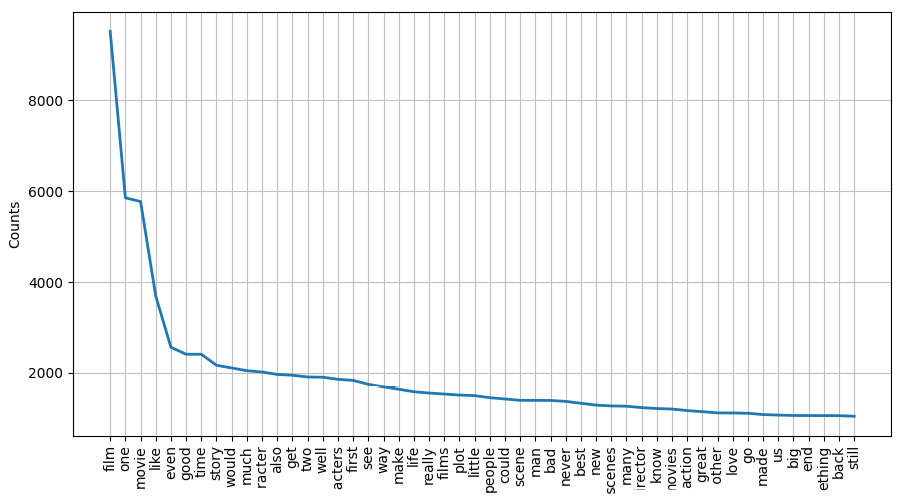 8000
6000
4000
2000
Counts
film
one
movie
like
even
good
time
story
would
much
racter
also
get
two
well
acters
first
see
way
make
life
really
films
plot
little
people
could
scene
man
bad
never
best
new
scenes
many
irector
know
movies
action
great
other
love
go
made
us
big
end
ething
back
still